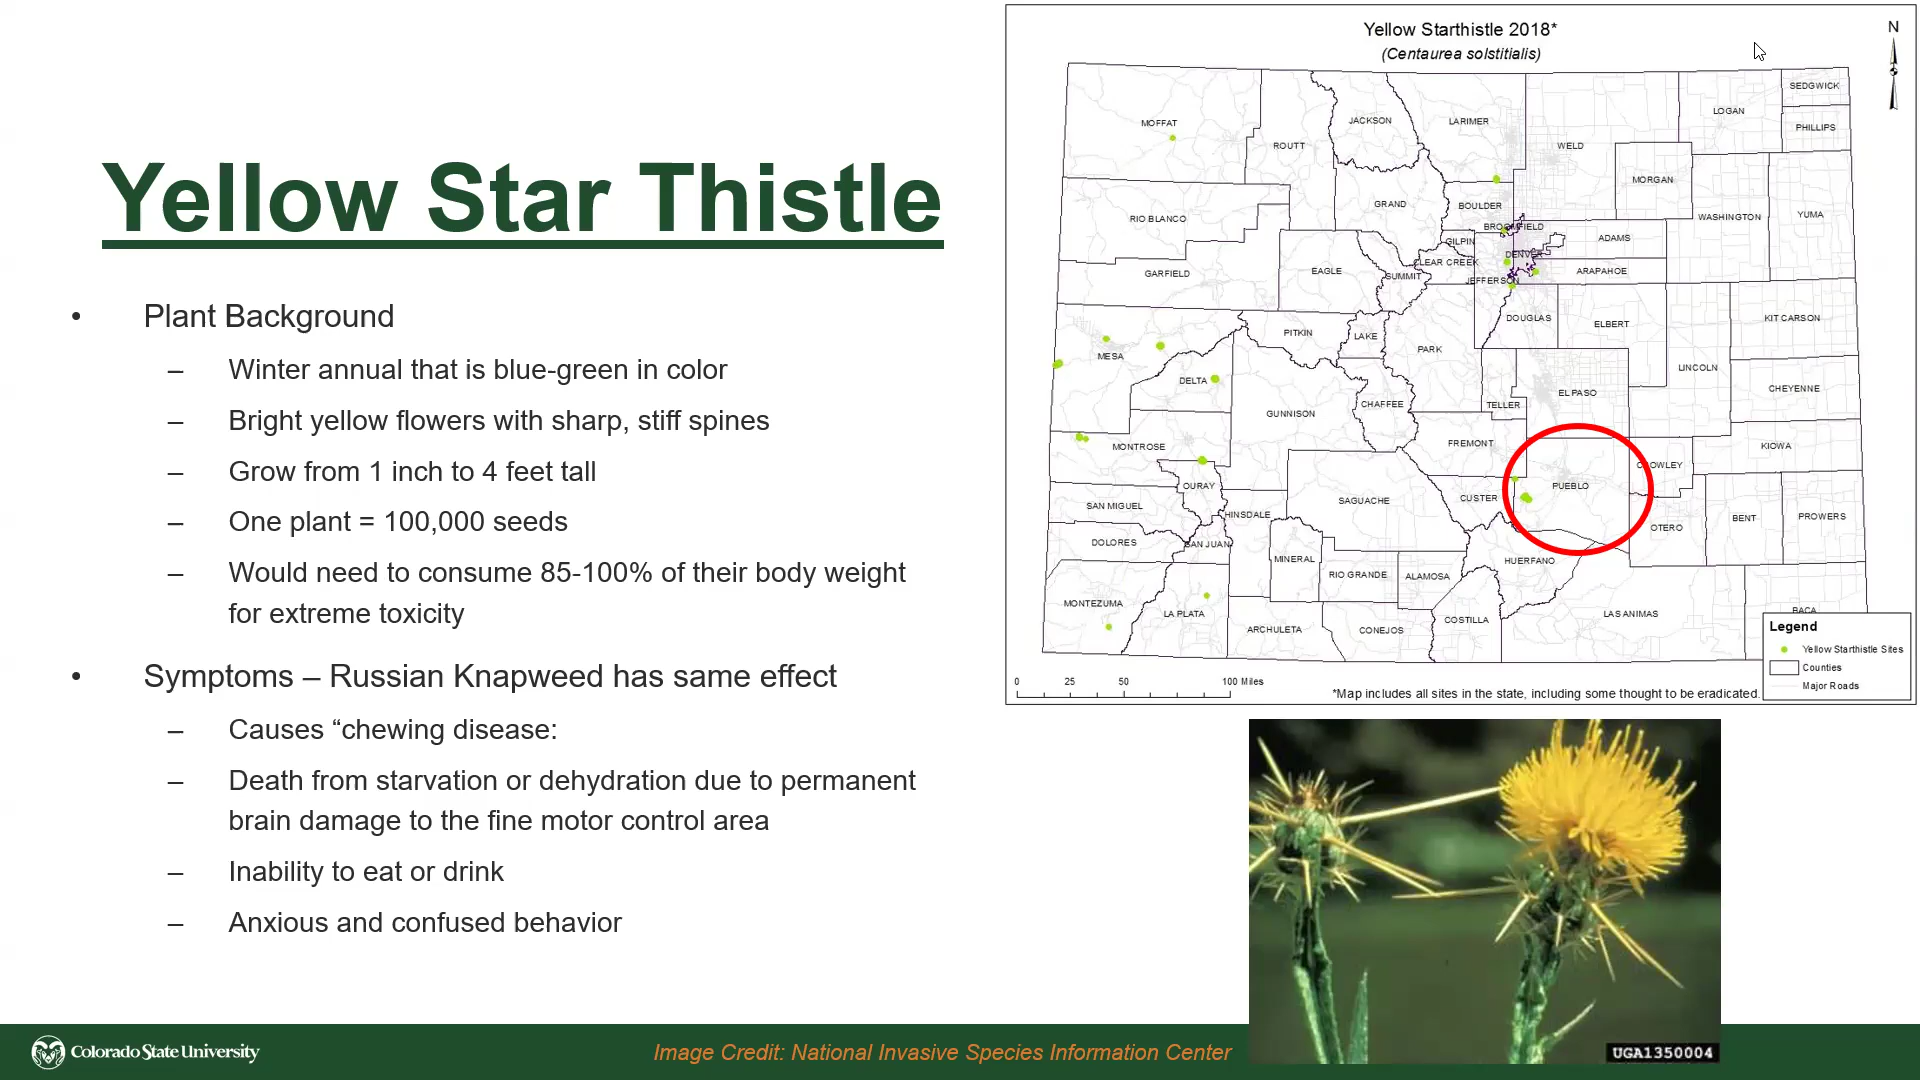 Yellow Star Thistle
• Plant Background
– Winter annual that is blue-green in color
– Bright yellow flowers with sharp, stiff spines
– Grow from 1 inch to 4 feet tall
– One plant = 100,000 seeds
– Would need to consume 85-100% of their body weight
for extreme toxicity
• Symptoms – Russian Knapweed has same effect
– Causes “chewing disease:
– Death from starvation or dehydration due to permanent
brain damage to the fine motor control area
– Inability to eat or drink
– Anxious and confused behavior
Yellow Starthistle 2018*
(Centaurea solstitialis)
N
SEDGWICK
LOGAN
JACKSON
LARIMER
MOFFAT
PHILLIPS
ROUTT
WELD
MORGAN
GRAND
BOULDER
RIO BLANCO
WASHINGTON
YUMA
BROOMFIELD
GILPIN
ADAMS
DENVER
CLEAR CREEK
EAGLE
ARAPAHOE
GARFIELD
SUMMIT
JEFFERSON
DOUGLAS
KIT CARSON
ELBERT
PITKIN
LAKE
PARK
MESA
LINCOLN
DELTA
CHEYENNE
EL PASO
CHAFFEE
TELLER
GUNNISON
FREMONT
MONTROSE
KIOWA
CROWLEY
OURAY
PUEBLO
CUSTER
SAGUACHE
SAN MIGUEL
HINSDALE
BENT
PROWERS
OTERO
DOLORES
SAN JUAN
MINERAL
HUERFANO
RIO GRANDE
ALAMOSA
MONTEZUMA
LA PLATA
LAS ANIMAS
BACA
COSTILLA
ARCHULETA
CONEJOS
Legend
Yellow Starthistle Sites
Counties
Major Roads
0 25 50 100 Miles
*Map includes all sites in the state, including some thought to be eradicated.
UGA1350004
Colorado State University
Image Credit: National Invasive Species Information Center